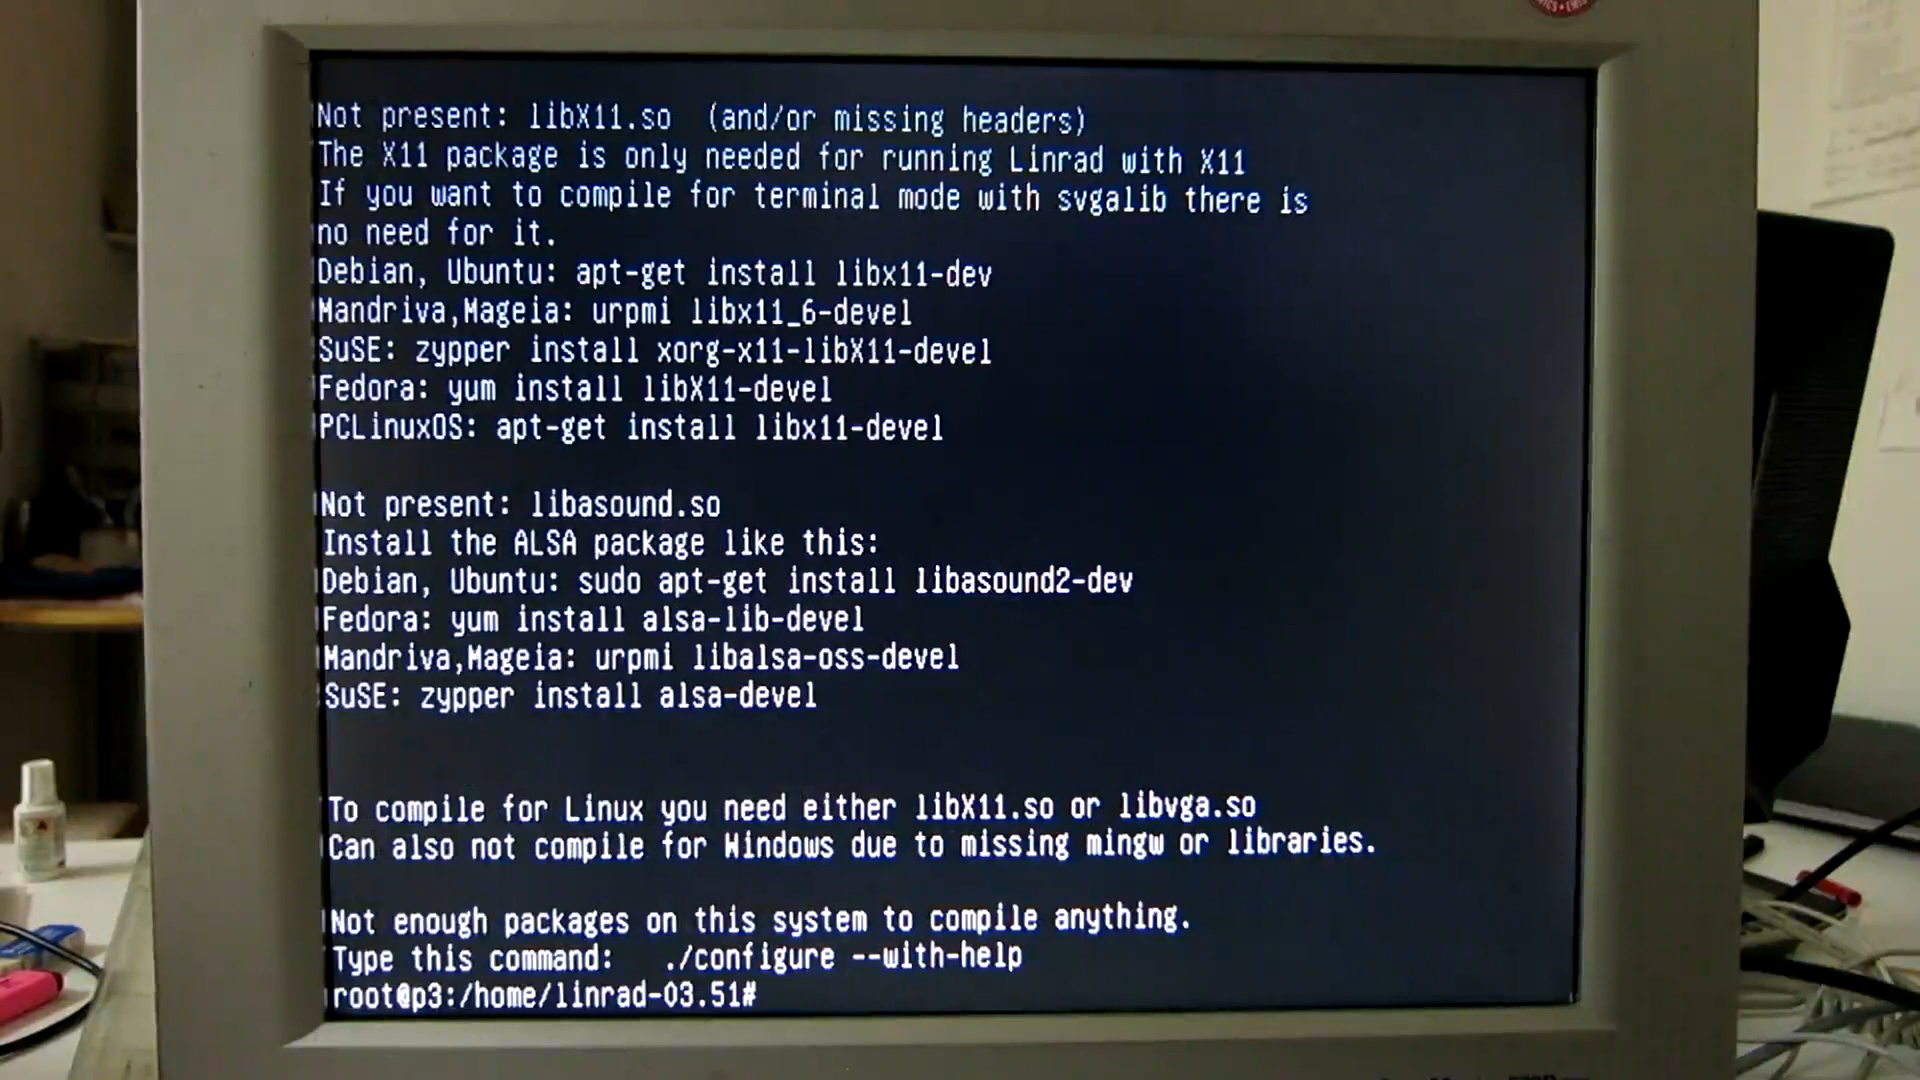 Not present: libX11.so  (and/or missing headers)
The X11 package is only needed for running Linrad with X11
If you want to compile for terminal mode with svgalib there is
no need for it.
Debian, Ubuntu: apt-get install libx11-dev
Mandriva,Mageia: urpmi libx11_6-devel
SuSE: zypper install xorg-x11-libX11-devel
Fedora: yum install libX11-devel
PCLinuxOS: apt-get install libx11-devel
Not present: libasound.so
Install the ALSA package like this:
Debian, Ubuntu: sudo apt-get install libasound2-dev
Fedora: yum install alsa-lib-devel
Mandriva,Mageia: urpmi libalsa-oss-devel
SuSE: zypper install alsa-devel
To compile for Linux you need either libX11.so or libvga.so
Can also not compile for Windows due to missing mingw or libraries.
Not enough packages on this system to compile anything.
Type this command:   ./configure --with-help
root@p3:/home/linrad-03.51#